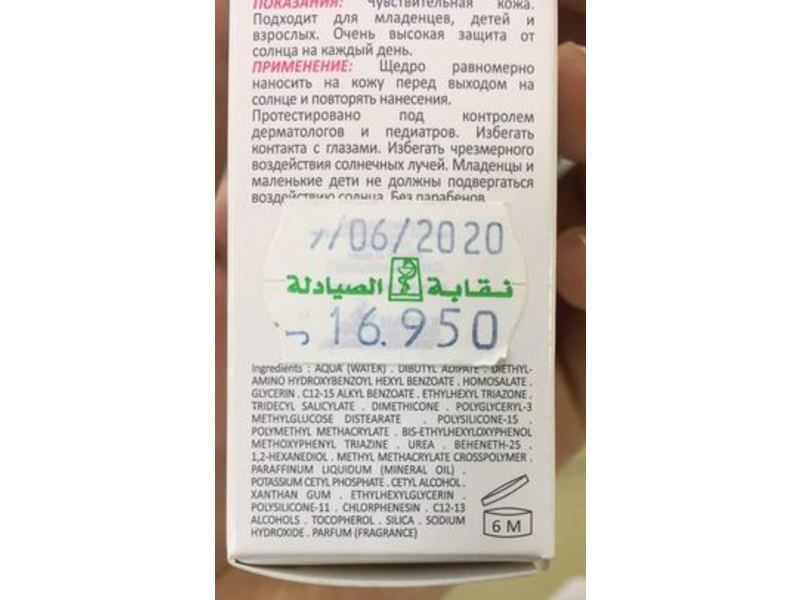 ПОКАЗАНИЯ: Чувствительная кожа.
Подходит для младенцев, детей и
взрослых. Очень высокая защита от
солнца на каждый день.
ПРИМЕНЕНИЕ: Щедро равномерно
наносить на кожу перед выходом на
солнце и повторять нанесения.
Протестировано под контролем
дерматологов и педиатров. Избегать
контакта с глазами. Избегать чрезмерного
воздействия солнечных лучей. Младенцы и
маленькие дети не должны подвергаться
воздействию солнца. Без парабенов
/06/2020
نقابة الصيادلة
16.950
Ingredients : AQUA (WATER) . DIBUTYL ADIPATE . DIETHYL-
AMINO HYDROXYBENZOYL HEXYL BENZOATE . HOMOSALATE .
GLYCERIN . C12-15 ALKYL BENZOATE . ETHYLHEXYL TRIAZONE .
TRIDECYL SALICYLATE . DIMETHICONE . POLYGLYCERYL-3
METHYLGLUCOSE DISTEARATE . POLYSILICONE-15 .
POLYMETHYL METHACRYLATE . BIS-ETHYLHEXYLOXYPHENOL
METHOXYPHENYL TRIAZINE . UREA . BEHENETH-25 .
1,2-HEXANEDIOL . METHYL METHACRYLATE CROSSPOLYMER .
PARAFFINUM LIQUIDUM (MINERAL OIL) .
POTASSIUM CETYL PHOSPHATE . CETYL ALCOHOL .
XANTHAN GUM . ETHYLHEXYLGLYCERIN .
POLYSILICONE-11 . CHLORPHENESIN . C12-13
ALCOHOLS . TOCOPHEROL . SILICA . SODIUM
HYDROXIDE . PARFUM (FRAGRANCE)
6 M